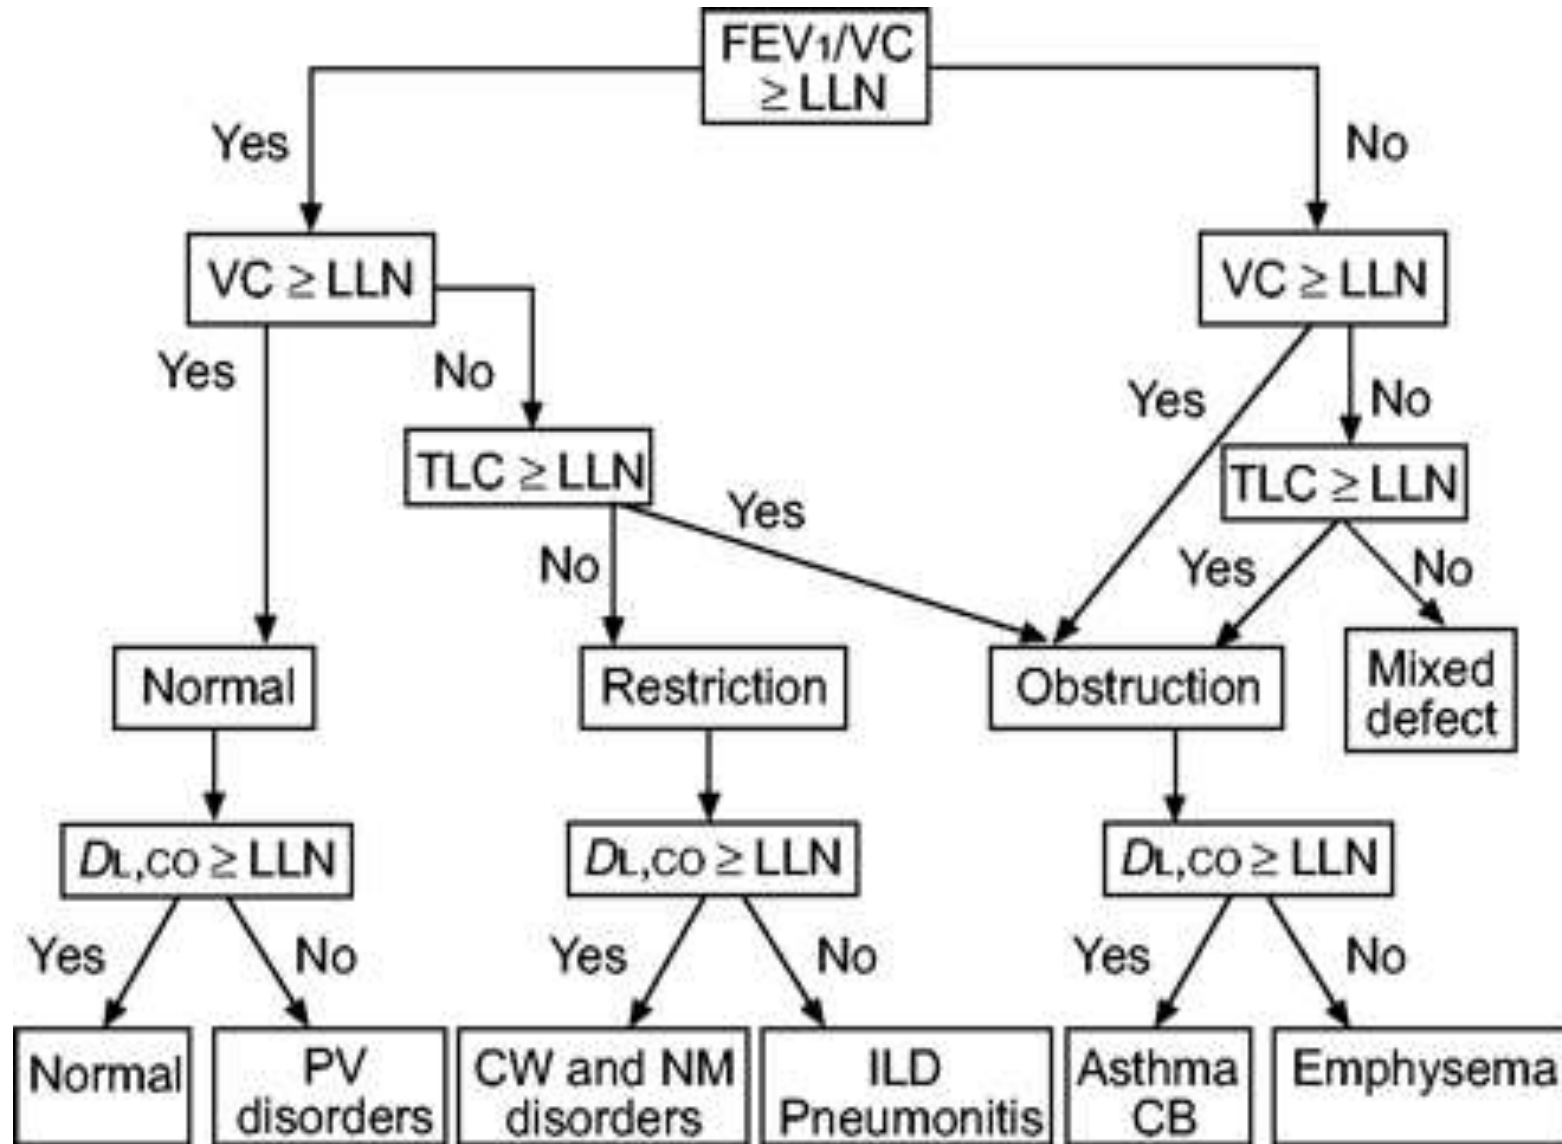 FEV1/VC
≥ LLN
Yes
No
VC ≥ LLN
VC ≥ LLN
Yes
No
Yes
No
TLC ≥ LLN
TLC ≥ LLN
Yes
No
Yes
No
Normal
Restriction
Obstruction
Mixed
defect
DL,CO ≥ LLN
DL,CO ≥ LLN
DL,CO ≥ LLN
Yes
No
Yes
No
Yes
No
Normal
PV
disorders
CW and NM
disorders
ILD
Pneumonitis
Asthma
CB
Emphysema